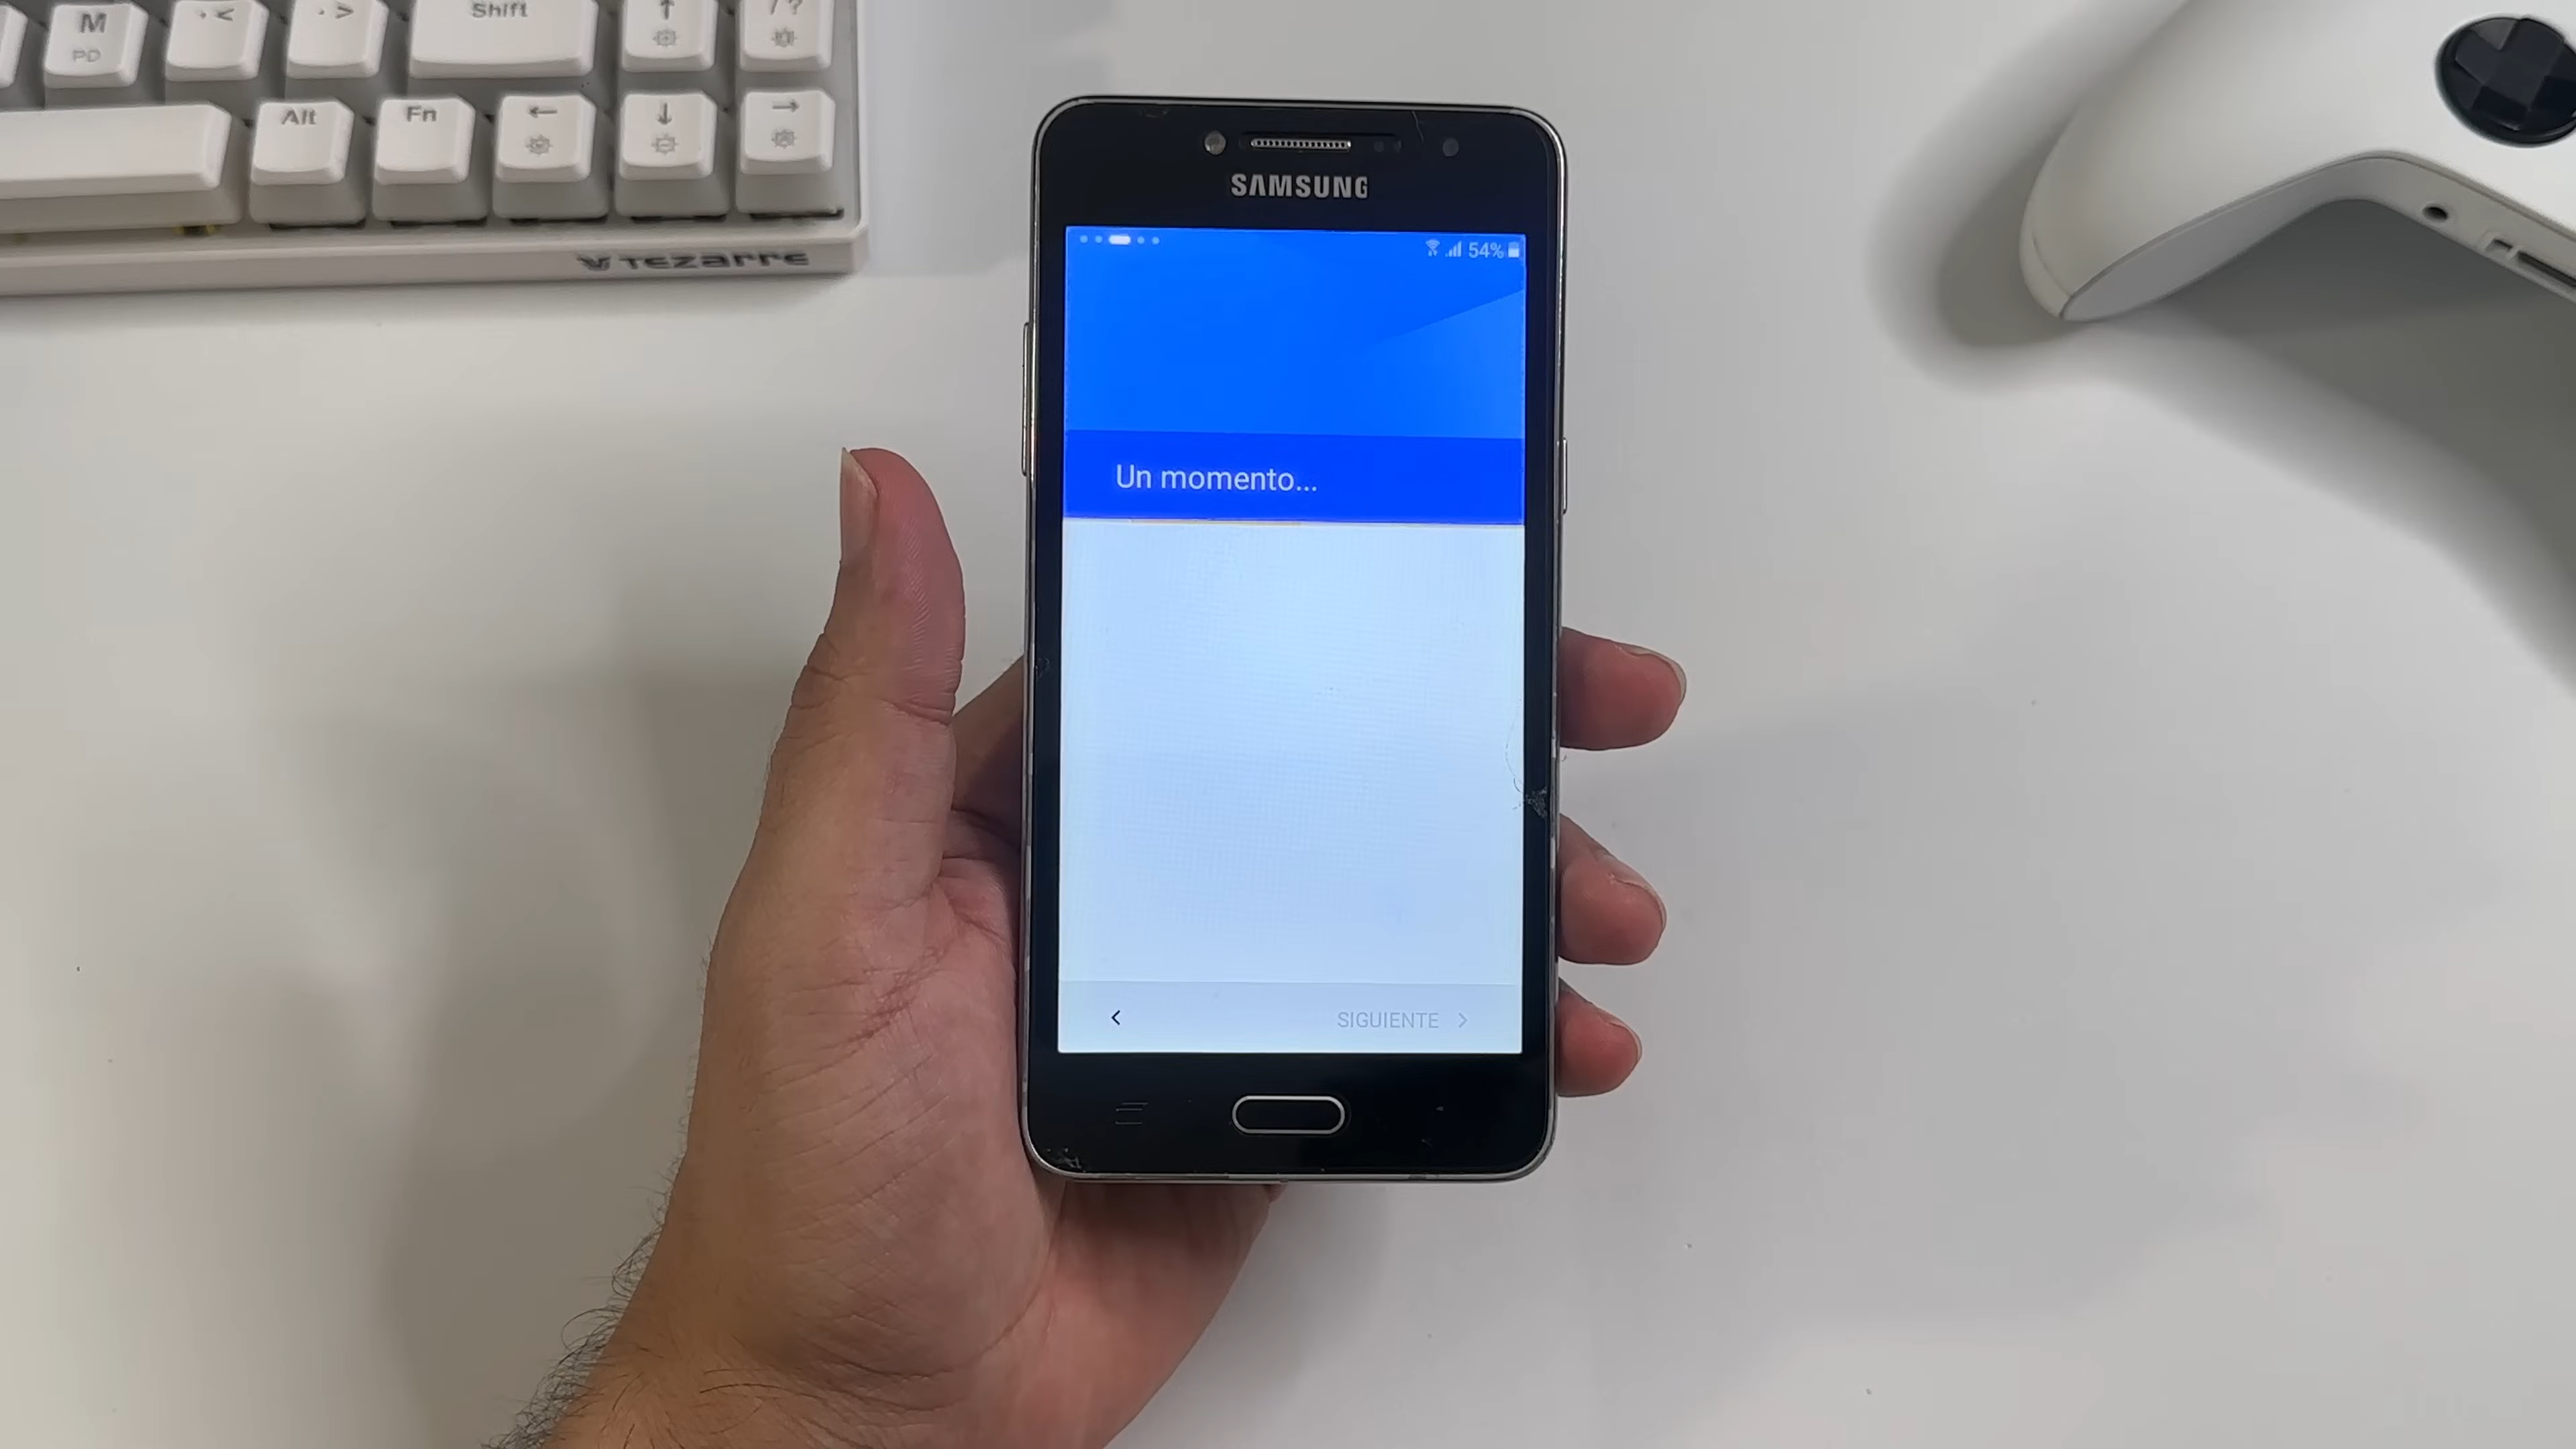 M
PD
, <
. >
Shift
↑
/ ?
Alt
Fn
←
↓
→
TEZARRE
SAMSUNG
54%
Un momento...
SIGUIENTE